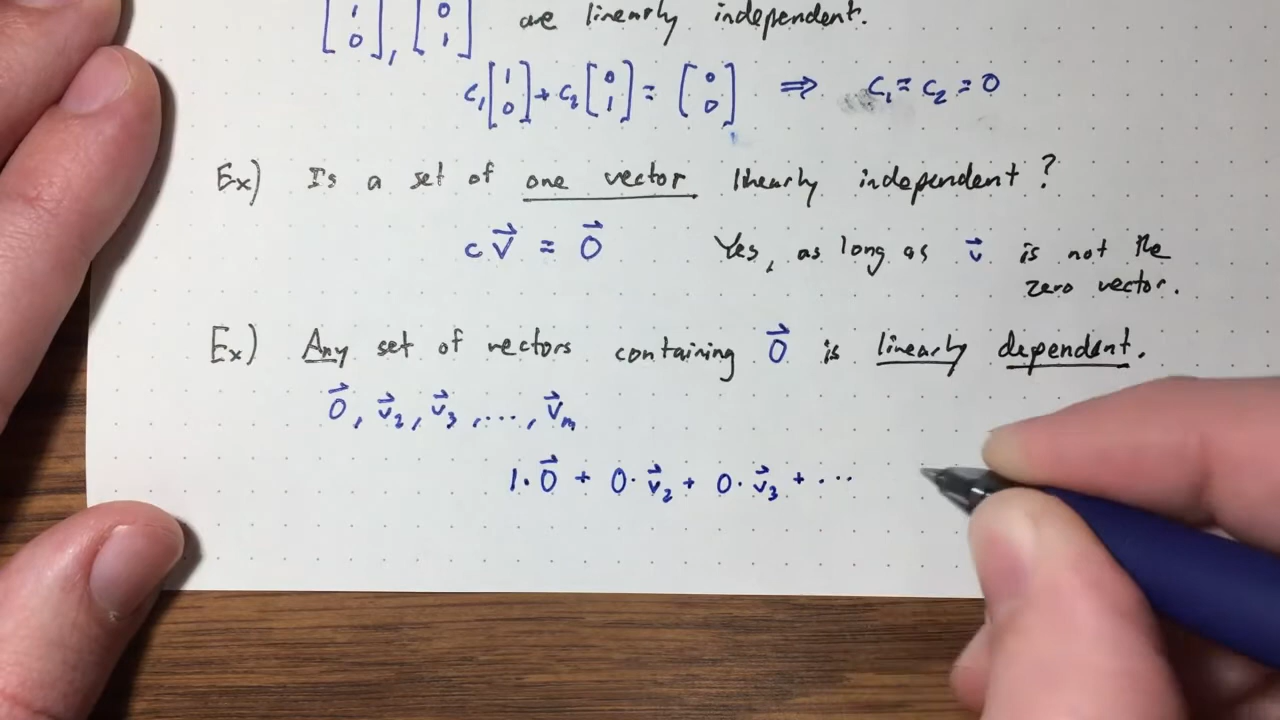 [1 0], [0 1] are linearly independent.
c₁[1 0] + c₂[0 1] = [0 0] ⇒ c₁ = c₂ = 0
Ex) Is a set of one vector linearly independent?
c v⃗ = 0⃗ Yes, as long as v⃗ is not the
zero vector.
Ex) Any set of vectors containing 0⃗ is linearly dependent.
0⃗, v⃗₂, v⃗₃, ..., v⃗ₘ
1·0⃗ + 0·v⃗₂ + 0·v⃗₃ + ...